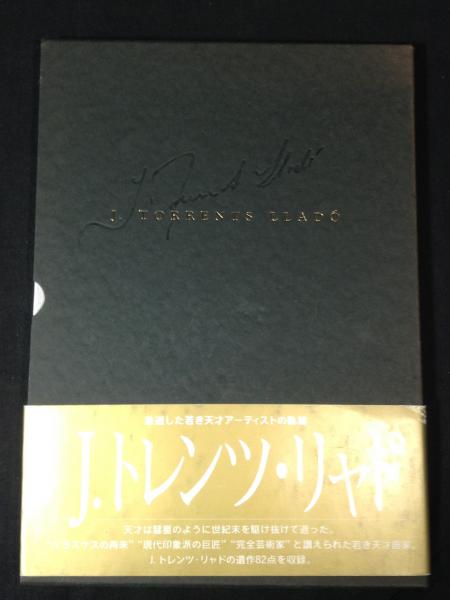 J. TORRENTS LLADÓ
急逝した若き天才アーティストの軌跡
J.トレンツ・リャド
天才は彗星のように世紀末を駆け抜けて逝った。
“ベラスケスの再来”“現代印象派の巨匠”“完全芸術家”と讃えられた若き天才画家、
J.トレンツ・リャドの遺作82点を収録。